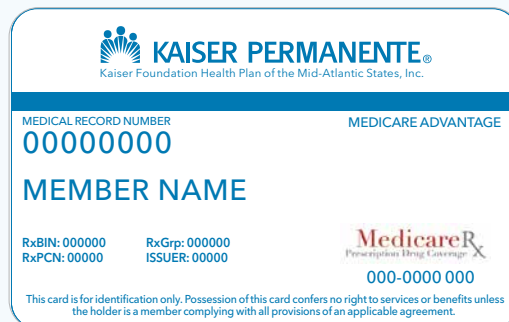 KAISER PERMANENTE®
Kaiser Foundation Health Plan of the Mid-Atlantic States, Inc.
MEDICAL RECORD NUMBER
MEDICARE ADVANTAGE
00000000
MEMBER NAME
RxBIN: 000000 RxGrp: 000000
RxPCN: 00000 ISSUER: 00000
MedicareRx
Prescription Drug Coverage
000-0000 000
This card is for identification only. Possession of this card confers no right to services or benefits unless
the holder is a member complying with all provisions of an applicable agreement.